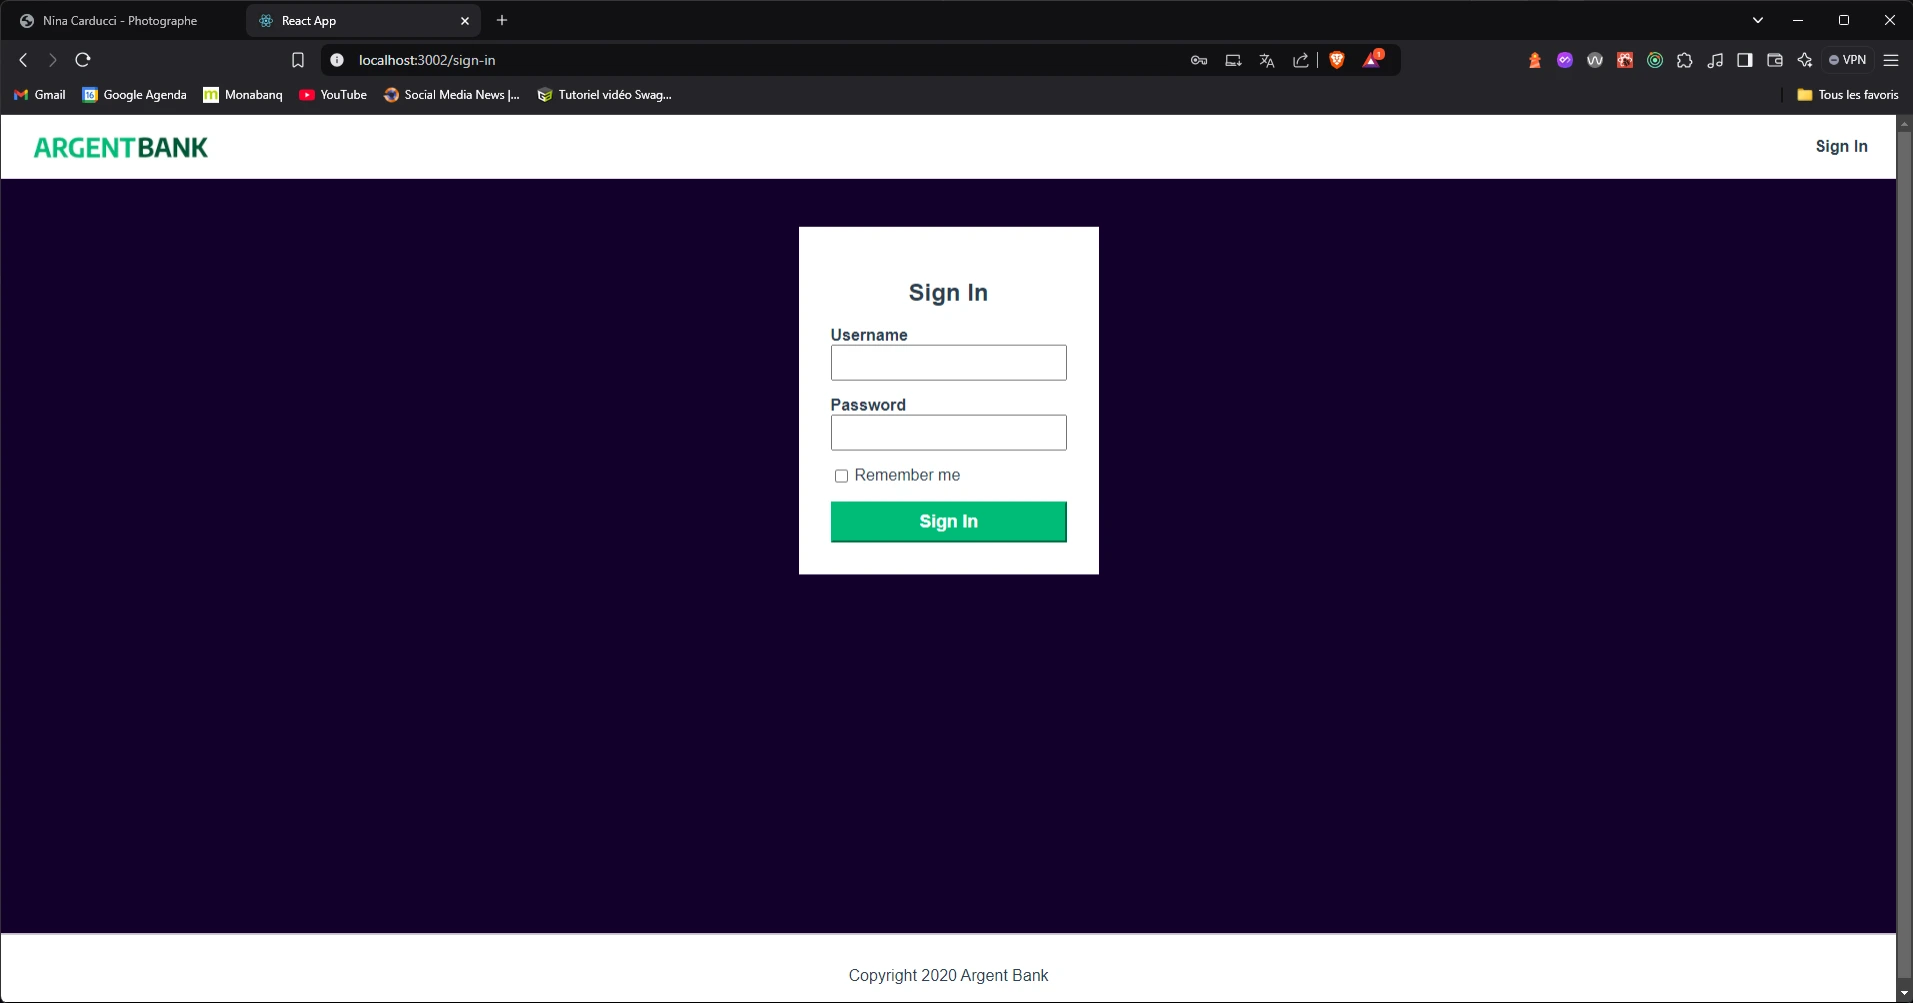 Nina Carducci - Photographe
React App
localhost:3002/sign-in
1
VPN
Gmail
16 Google Agenda
m Monabanq
YouTube
Social Media News |...
Tutoriel vidéo Swag...
Tous les favoris
ARGENTBANK
Sign In
Sign In
Username
Password
Remember me
Sign In
Copyright 2020 Argent Bank